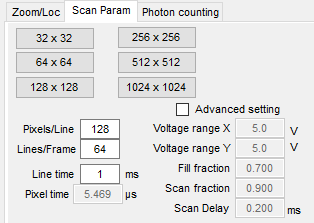 Zoom/Loc Scan Param Photon counting
32 x 32 256 x 256
64 x 64 512 x 512
128 x 128 1024 x 1024
Advanced setting
Pixels/Line 128 Voltage range X 5.0 V
Lines/Frame 64 Voltage range Y 5.0 V
Fill fraction 0.700
Line time 1 ms Scan fraction 0.900
Pixel time 5.469 µs Scan Delay 0.200 ms